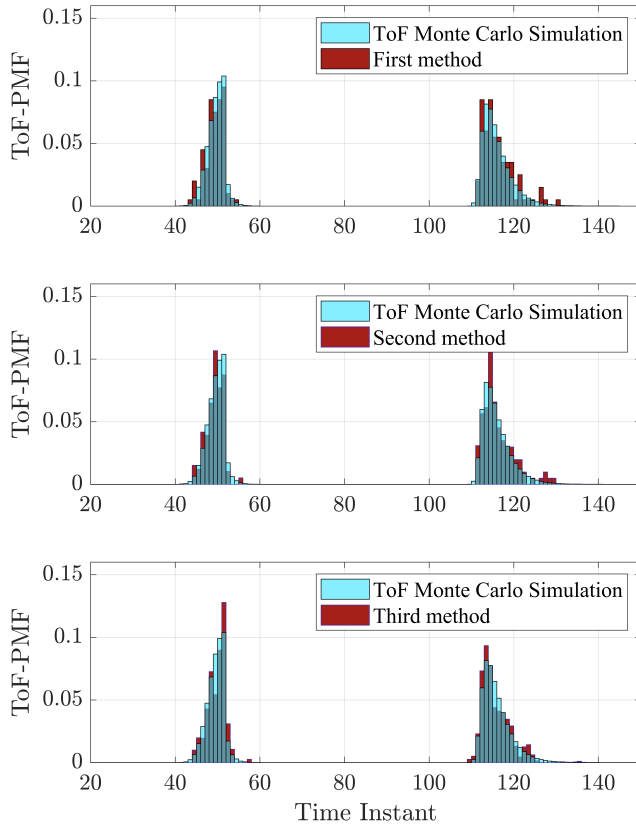 0.15
ToF Monte Carlo Simulation
First method
0.1
ToF-PMF
0.05
0
20 40 60 80 100 120 140
0.15
ToF Monte Carlo Simulation
Second method
0.1
ToF-PMF
0.05
0
20 40 60 80 100 120 140
0.15
ToF Monte Carlo Simulation
Third method
0.1
ToF-PMF
0.05
0
20 40 60 80 100 120 140
Time Instant